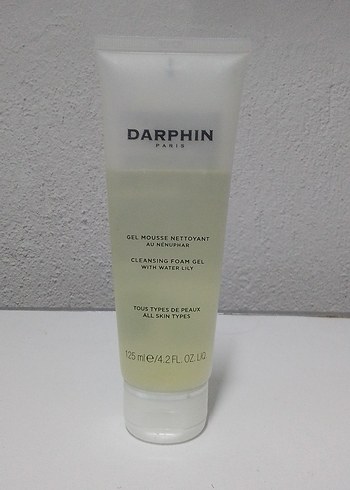 DARPHIN
PARIS
GEL MOUSSE NETTOYANT
AU NÉNUPHAR
CLEANSING FOAM GEL
WITH WATER LILY
TOUS TYPES DE PEAUX
ALL SKIN TYPES
125 ml ℮/4.2 FL. OZ. LIQ.